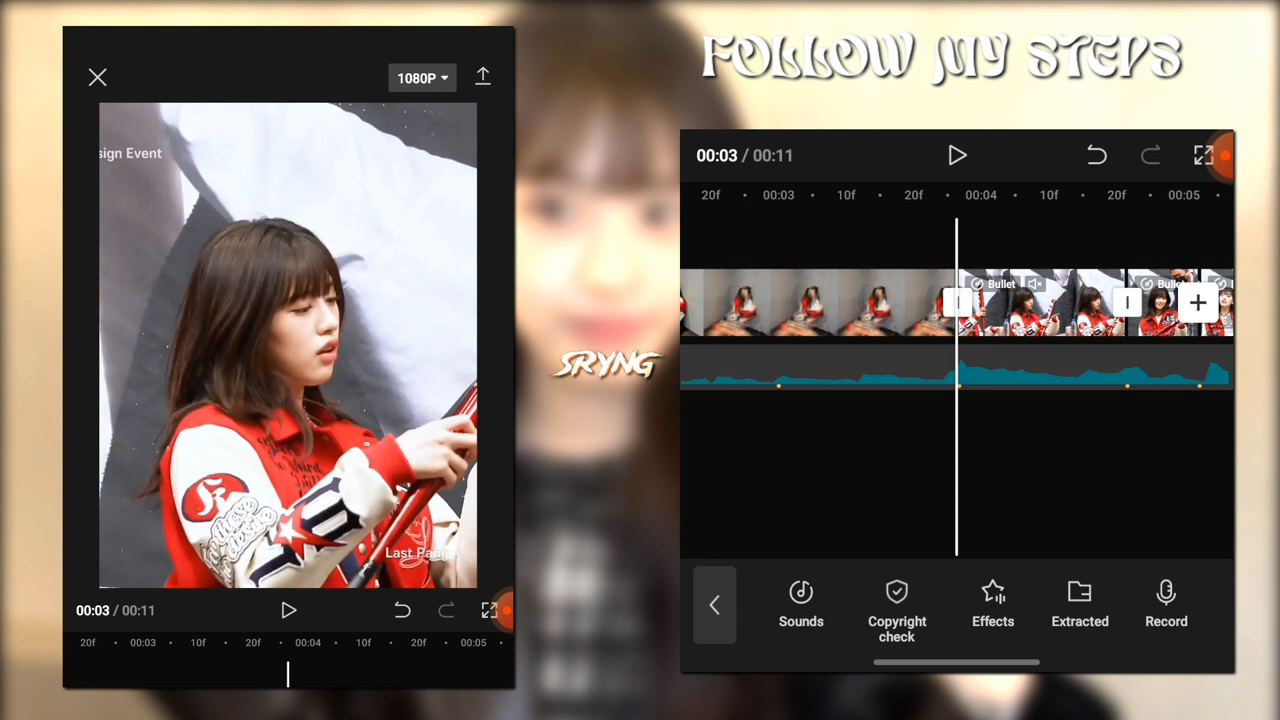 FOLLOW MY STEPS
1080P
sign Event
Last Pang
00:03 / 00:11
20f 00:03 10f 20f 00:04 10f 20f 00:05
SRYNG
00:03 / 00:11
20f 00:03 10f 20f 00:04 10f 20f 00:05
Bullet
Bulle
Sounds
Copyright
check
Effects
Extracted
Record